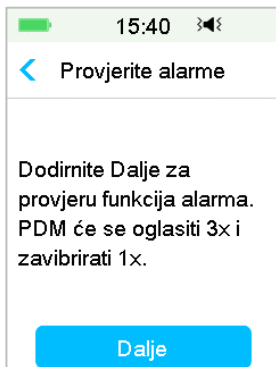 15:40
Provjerite alarme
Dodirnite Dalje za
provjeru funkcija alarma.
PDM će se oglasiti 3x i
zavibrirati 1x.
Dalje